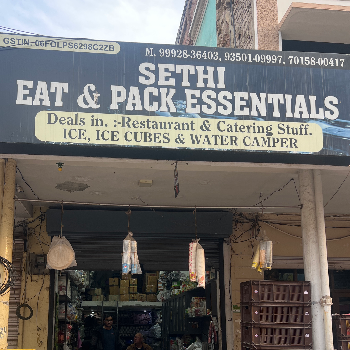 GSTIN-06FOLPS6298C2ZB
M. 99928-36403, 93501-09997, 70158-00417
SETHI
EAT & PACK ESSENTIALS
Deals in. :-Restaurant & Catering Stuff.
ICE, ICE CUBES & WATER CAMPER